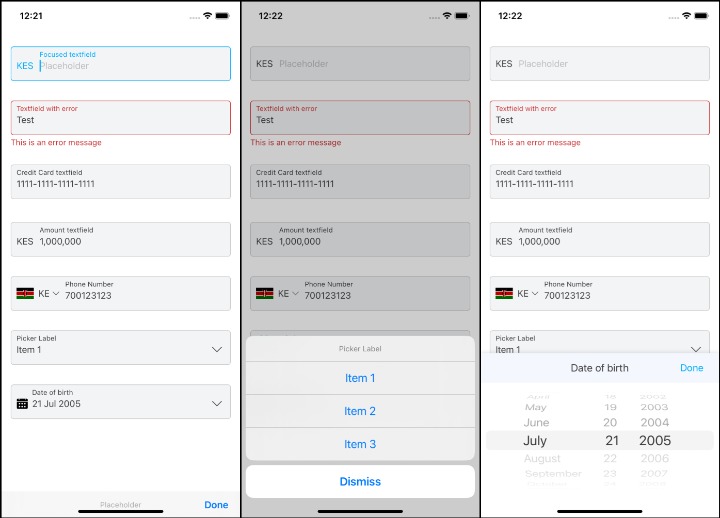 12:21
Focused textfield
KES Placeholder
Textfield with error
Test
This is an error message
Credit Card textfield
1111-1111-1111-1111
Amount textfield
KES 1,000,000
Phone Number
KE 700123123
Picker Label
Item 1
Date of birth
21 Jul 2005
Placeholder Done
12:22
KES Placeholder
Textfield with error
Test
This is an error message
Credit Card textfield
1111-1111-1111-1111
Amount textfield
KES 1,000,000
Phone Number
KE 700123123
Picker Label
Item 1
Item 2
Item 3
Dismiss
12:22
KES Placeholder
Textfield with error
Test
This is an error message
Credit Card textfield
1111-1111-1111-1111
Amount textfield
KES 1,000,000
Phone Number
KE 700123123
Picker Label
Item 1
Date of birth Done
April 18 2002
May 19 2003
June 20 2004
July 21 2005
August 22 2006
September 23 2007